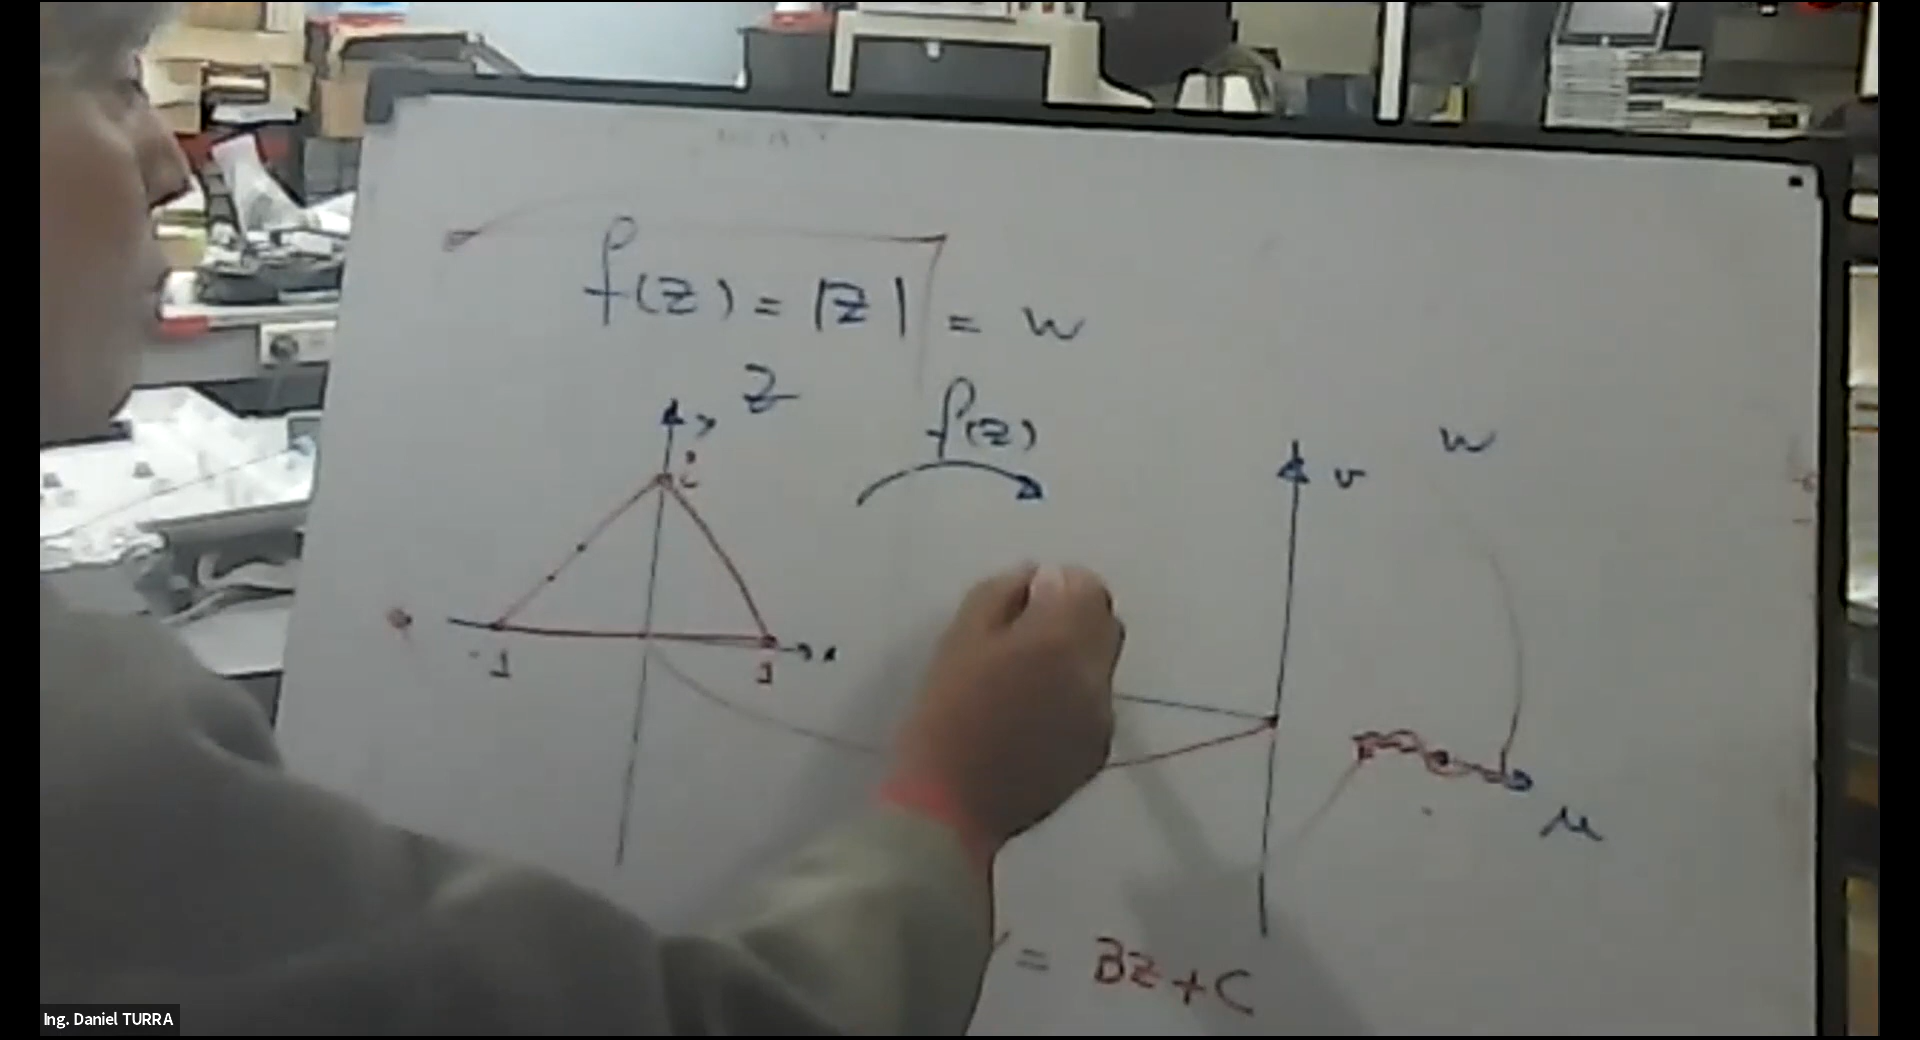 f(z) = |z| = w
z
f(z)
w
y
i
v
-1
1
x
u
= BZ+C
Ing. Daniel TURRA